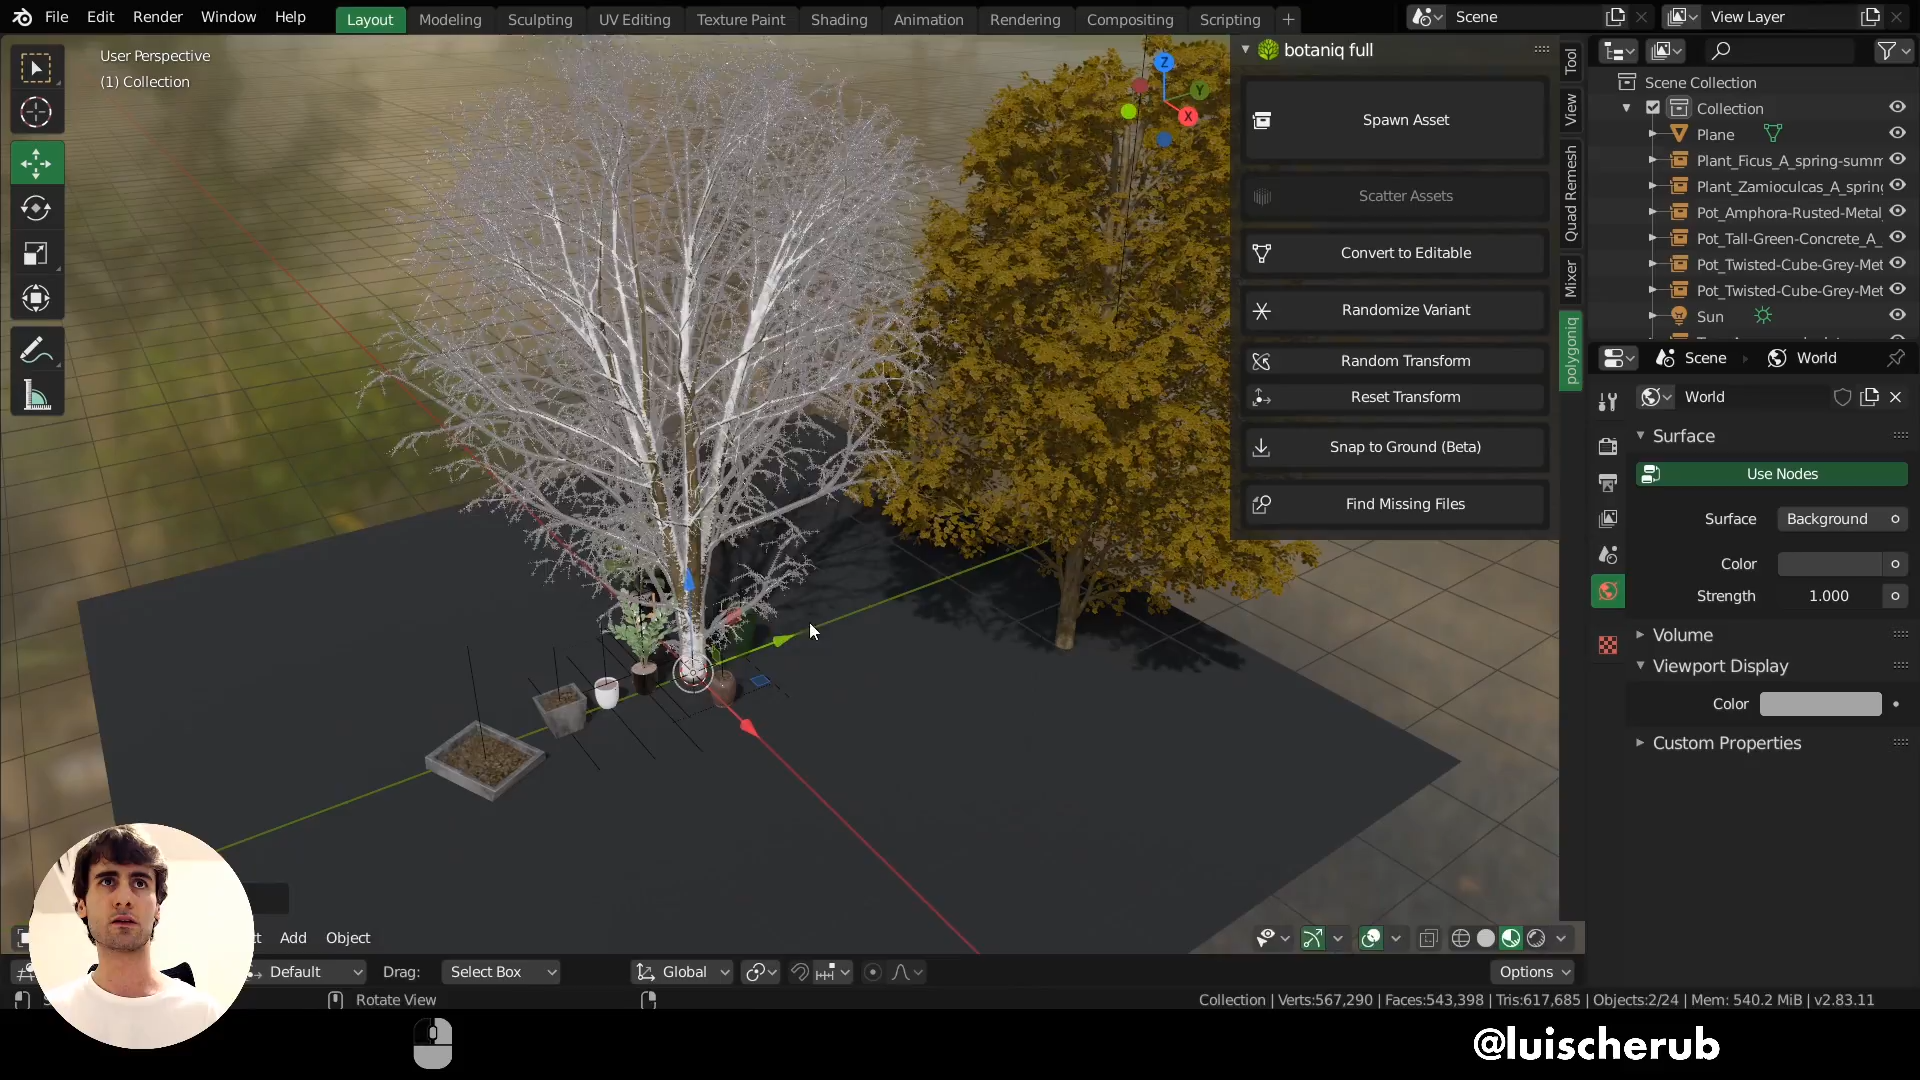 File Edit Render Window Help
Layout Modeling Sculpting UV Editing Texture Paint Shading Animation Rendering Compositing Scripting +
Scene
View Layer
User Perspective
(1) Collection
Z
Y
X
botaniq full
Spawn Asset
Scatter Assets
Convert to Editable
Randomize Variant
Random Transform
Reset Transform
Snap to Ground (Beta)
Find Missing Files
Tool
View
Quad Remesh
Mixer
polygoniq
Scene Collection
Collection
Plane
Plant_Ficus_A_spring-summ
Plant_Zamioculcas_A_spring
Pot_Amphora-Rusted-Metal
Pot_Tall-Green-Concrete_A_
Pot_Twisted-Cube-Grey-Met
Pot_Twisted-Cube-Grey-Met
Sun
Scene World
World
Surface
Use Nodes
Surface Background
Color
Strength 1.000
Volume
Viewport Display
Color
Custom Properties
Add Object
Default Drag: Select Box Global Options
Rotate View
Collection | Verts:567,290 | Faces:543,398 | Tris:617,685 | Objects:2/24 | Mem: 540.2 MiB | v2.83.11
@luischerub